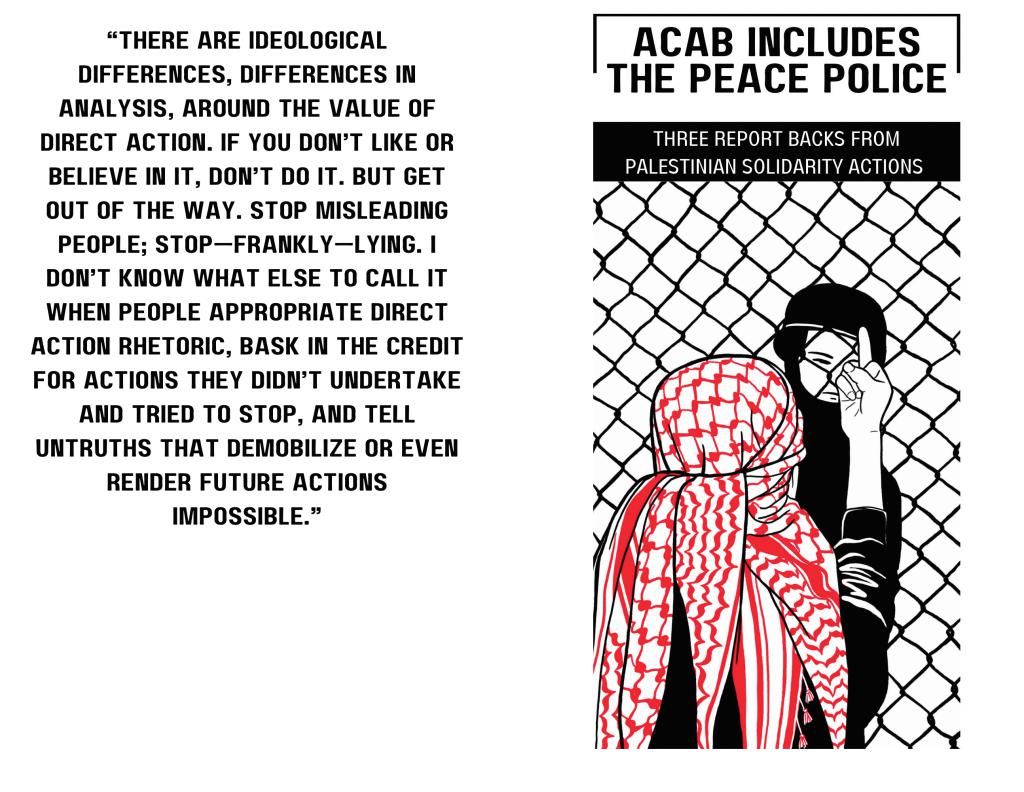 “THERE ARE IDEOLOGICAL
DIFFERENCES, DIFFERENCES IN
ANALYSIS, AROUND THE VALUE OF
DIRECT ACTION. IF YOU DON’T LIKE OR
BELIEVE IN IT, DON’T DO IT. BUT GET
OUT OF THE WAY. STOP MISLEADING
PEOPLE; STOP—FRANKLY—LYING. I
DON’T KNOW WHAT ELSE TO CALL IT
WHEN PEOPLE APPROPRIATE DIRECT
ACTION RHETORIC, BASK IN THE CREDIT
FOR ACTIONS THEY DIDN’T UNDERTAKE
AND TRIED TO STOP, AND TELL
UNTRUTHS THAT DEMOBILIZE OR EVEN
RENDER FUTURE ACTIONS
IMPOSSIBLE.”
ACAB INCLUDES
THE PEACE POLICE
THREE REPORT BACKS FROM
PALESTINIAN SOLIDARITY ACTIONS